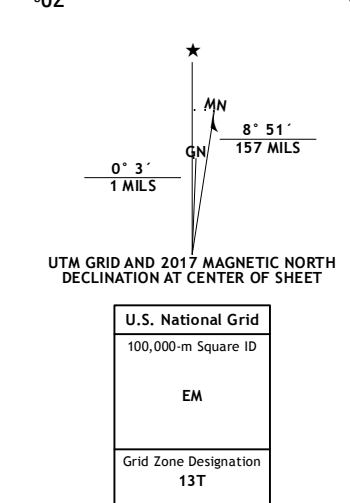 ★
MN
8° 51´
157 MILS
GN
0° 3´
1 MILS
UTM GRID AND 2017 MAGNETIC NORTH
DECLINATION AT CENTER OF SHEET
U.S. National Grid
100,000-m Square ID
EM
Grid Zone Designation
13T